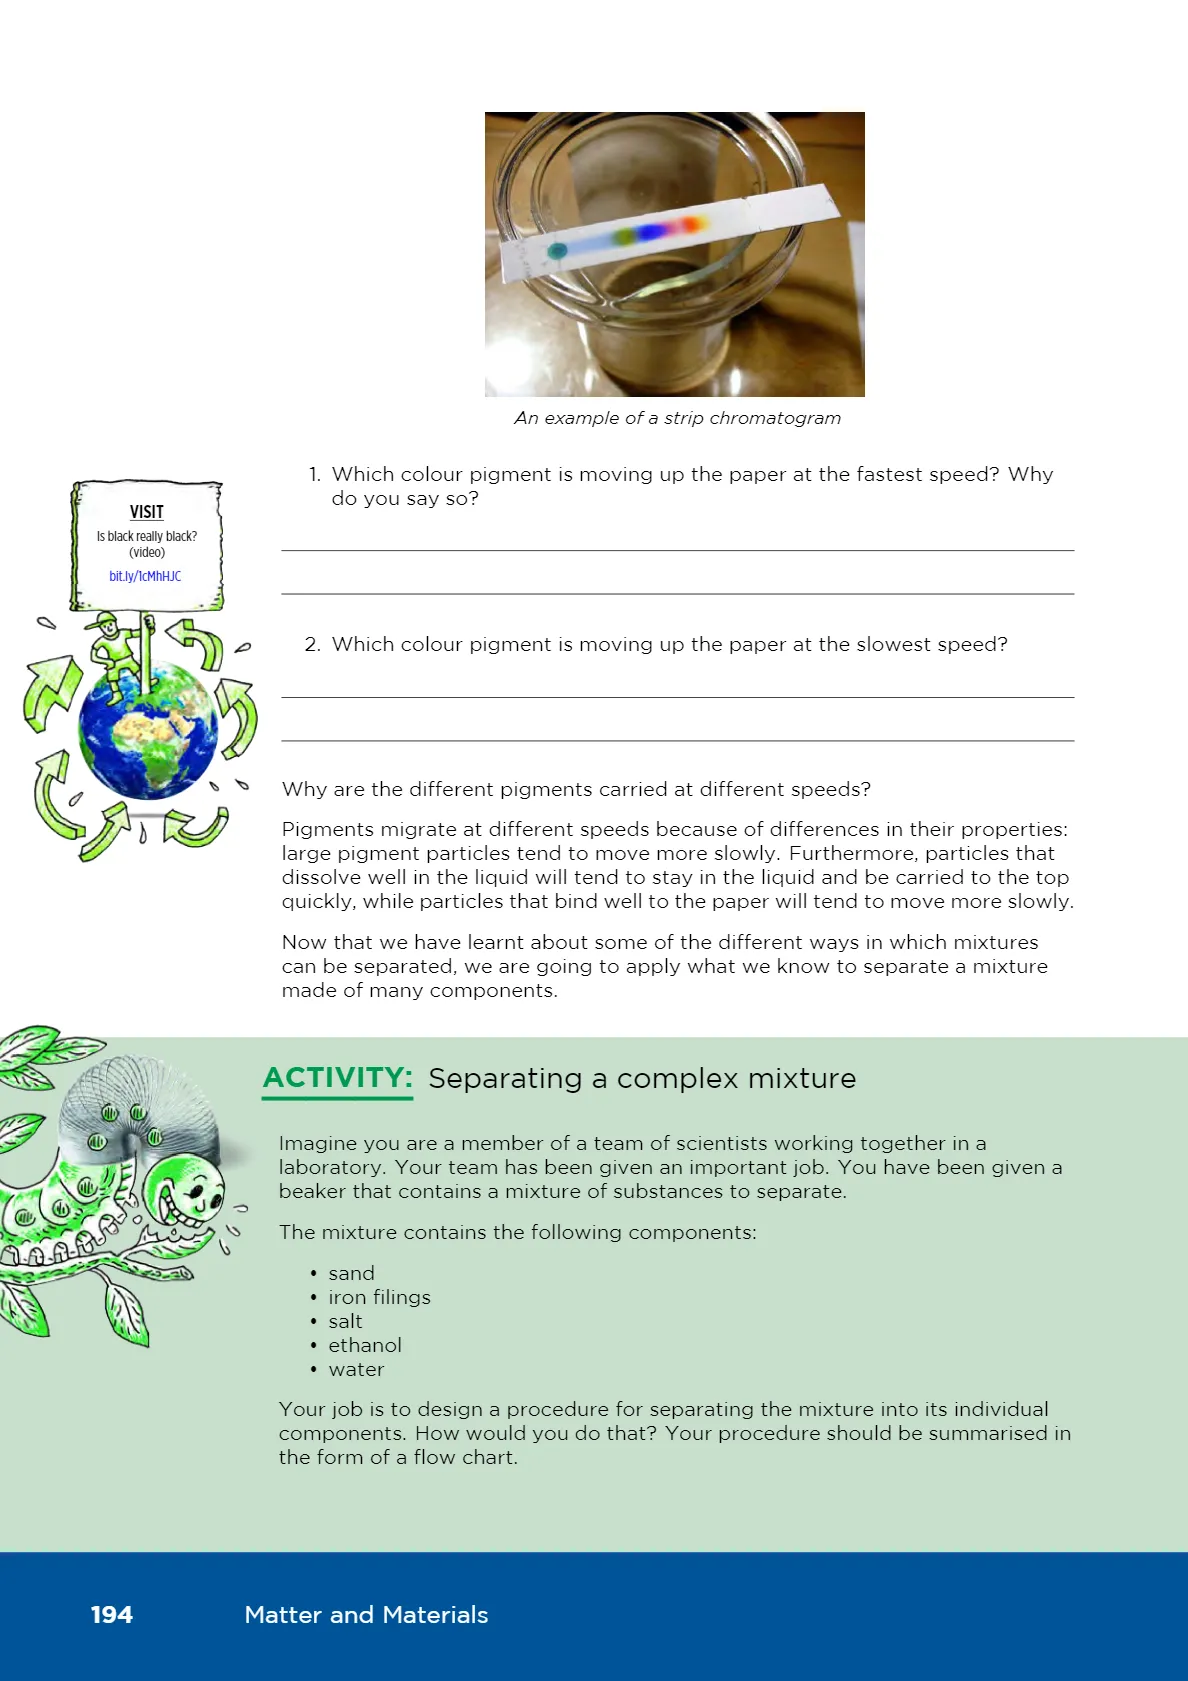 An example of a strip chromatogram
1. Which colour pigment is moving up the paper at the fastest speed? Why
do you say so?
VISIT
Is black really black?
(video)
bit.ly/1cMhHJC
2. Which colour pigment is moving up the paper at the slowest speed?
Why are the different pigments carried at different speeds?
Pigments migrate at different speeds because of differences in their properties:
large pigment particles tend to move more slowly. Furthermore, particles that
dissolve well in the liquid will tend to stay in the liquid and be carried to the top
quickly, while particles that bind well to the paper will tend to move more slowly.
Now that we have learnt about some of the different ways in which mixtures
can be separated, we are going to apply what we know to separate a mixture
made of many components.
ACTIVITY: Separating a complex mixture
Imagine you are a member of a team of scientists working together in a
laboratory. Your team has been given an important job. You have been given a
beaker that contains a mixture of substances to separate.
The mixture contains the following components:
• sand
• iron filings
• salt
• ethanol
• water
Your job is to design a procedure for separating the mixture into its individual
components. How would you do that? Your procedure should be summarised in
the form of a flow chart.
194 Matter and Materials